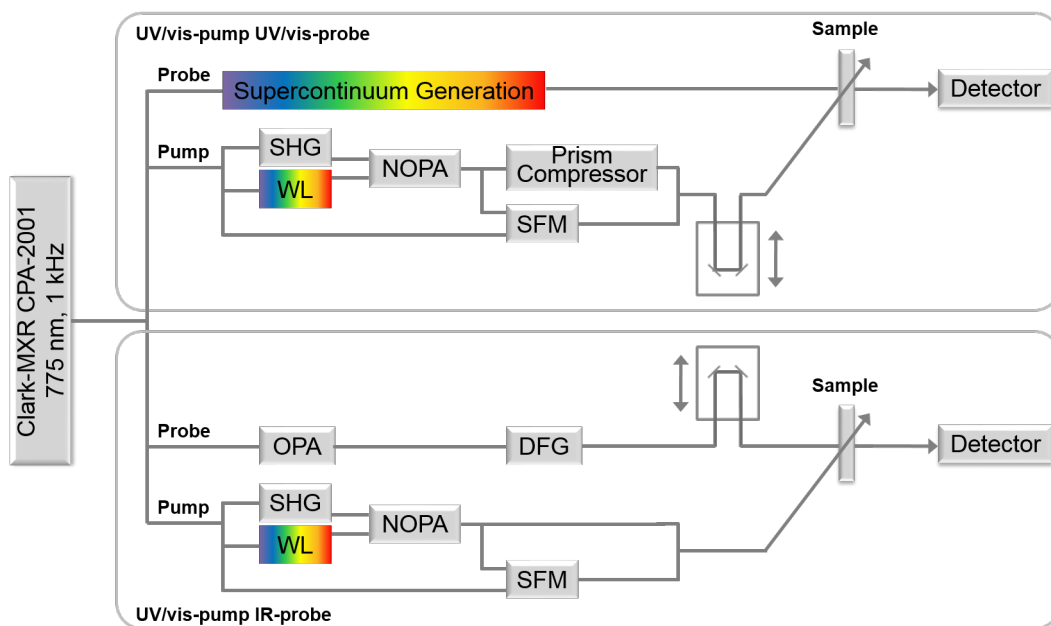 UV/vis-pump UV/vis-probe
Sample
Probe
Supercontinuum Generation
Detector
Pump
SHG
WL
NOPA
Prism
Compressor
SFM
Clark-MXR CPA-2001
775 nm, 1 kHz
Sample
Probe
OPA
DFG
Detector
Pump
SHG
WL
NOPA
SFM
UV/vis-pump IR-probe